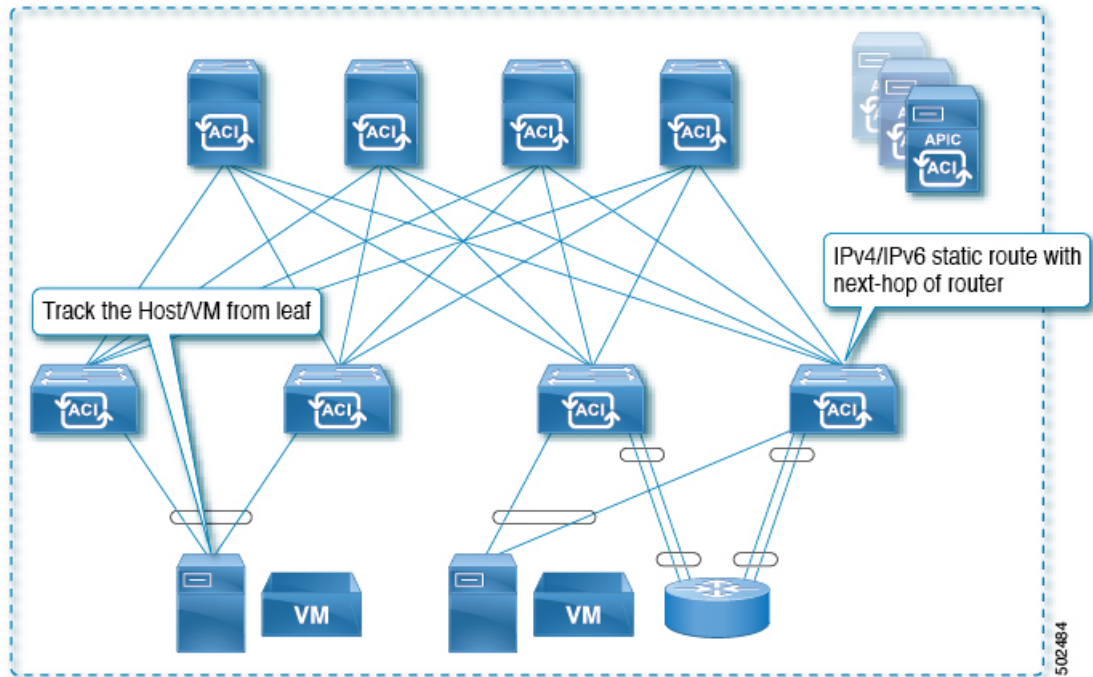 ACI
ACI
ACI
ACI
APIC
ACI
IPv4/IPv6 static route with
next-hop of router
Track the Host/VM from leaf
ACI
ACI
ACI
ACI
VM
VM
502484